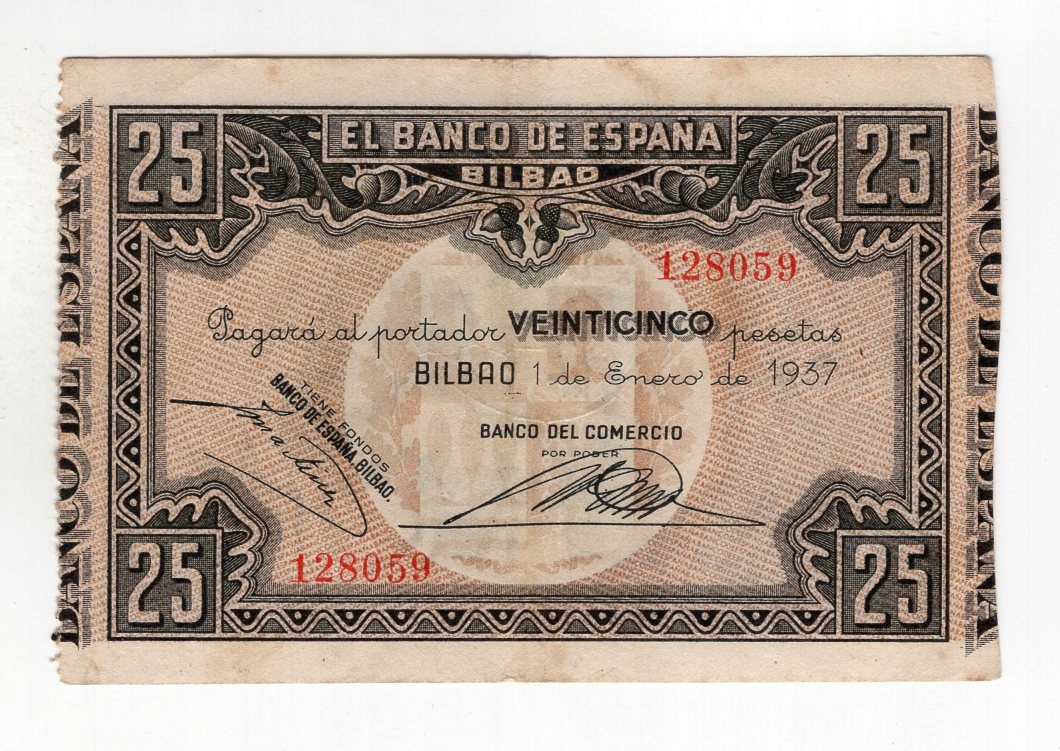 BANCO DE ESPAÑA
25 EL BANCO DE ESPAÑA 25
BILBAO
128059
Pagará al portador VEINTICINCO pesetas
BILBAO 1 de Enero de 1937
TIENE FONDOS
BANCO DE ESPAÑA, BILBAO.
BANCO DEL COMERCIO
POR PODER
128059
25 25
BANCO DE ESPAÑA